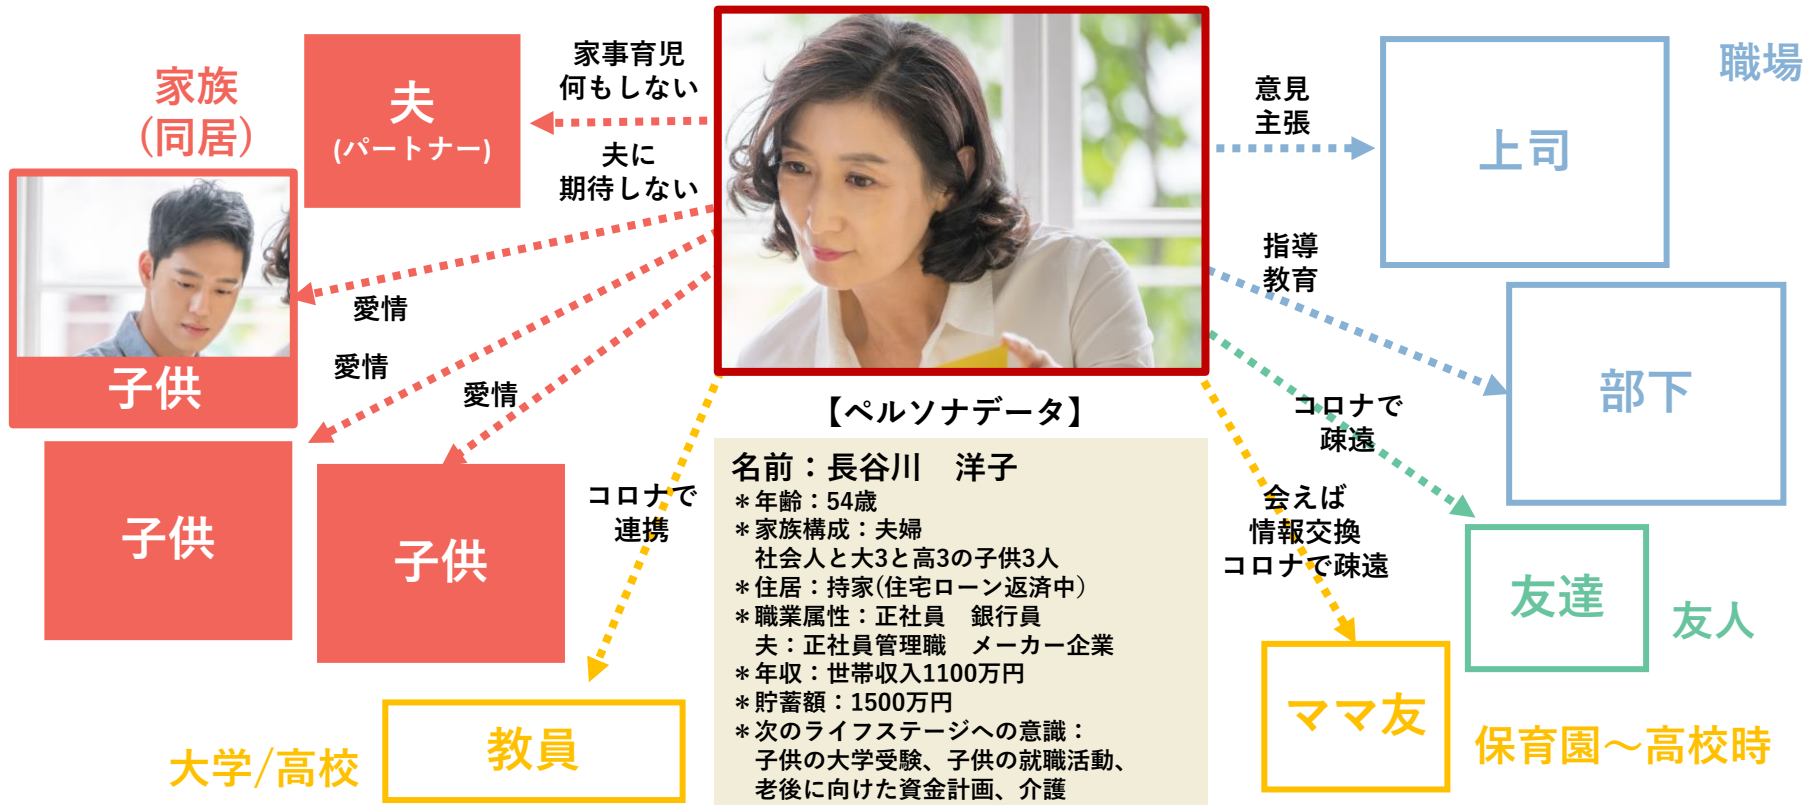 家族
(同居)
夫
(パートナー)
家事育児
何もしない
夫に
期待しない
子供
愛情
愛情
愛情
子供
子供
コロナで
連携
大学/高校
教員
【ペルソナデータ】
名前：長谷川　洋子
＊年齢：54歳
＊家族構成：夫婦
社会人と大3と高3の子供3人
＊住居：持家(住宅ローン返済中)
＊職業属性：正社員　銀行員
夫：正社員管理職　メーカー企業
＊年収：世帯収入1100万円
＊貯蓄額：1500万円
＊次のライフステージへの意識：
子供の大学受験、子供の就職活動、
老後に向けた資金計画、介護
職場
意見
主張
上司
指導
教育
部下
コロナで
疎遠
友達
友人
会えば
情報交換
コロナで疎遠
ママ友
保育園～高校時